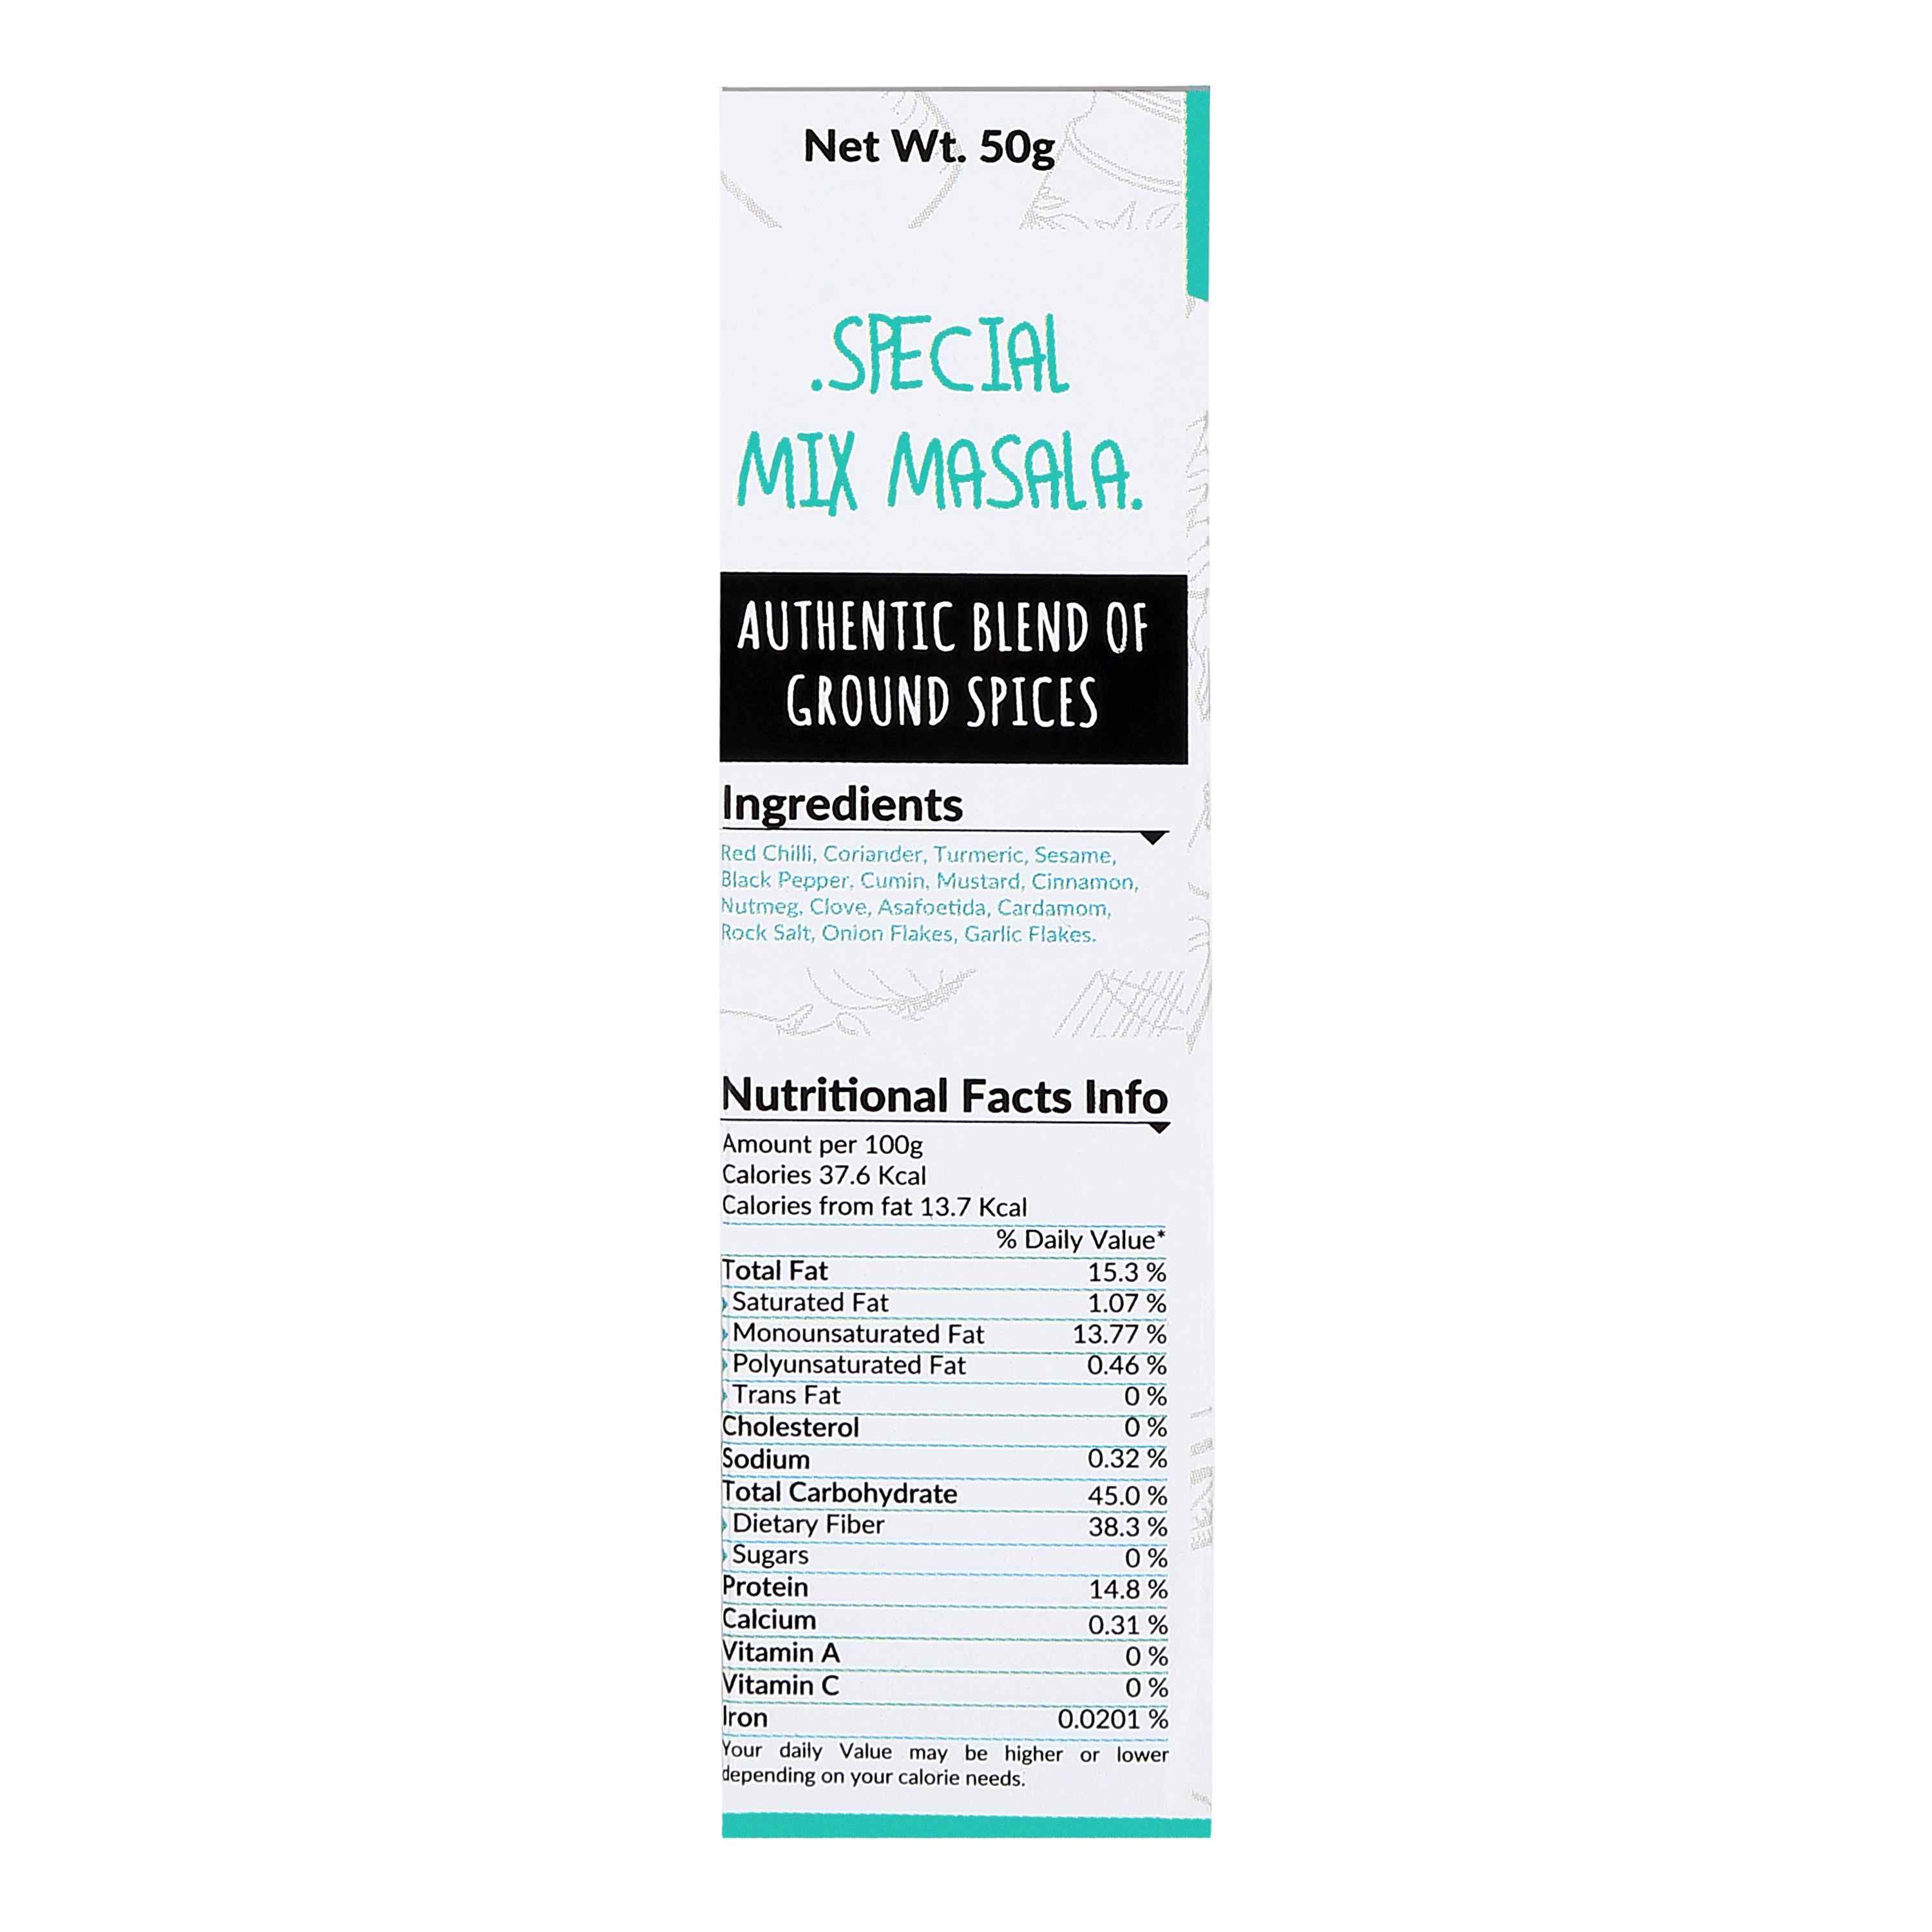 Net Wt. 50g
.SPECIAL
MIX MASALA.
AUTHENTIC BLEND OF
GROUND SPICES
Ingredients
Red Chilli, Coriander, Turmeric, Sesame,
Black Pepper, Cumin, Mustard, Cinnamon,
Nutmeg, Clove, Asafoetida, Cardamom,
Rock Salt, Onion Flakes, Garlic Flakes.
Nutritional Facts Info
Amount per 100g
Calories 37.6 Kcal
Calories from fat 13.7 Kcal
% Daily Value*
Total Fat 15.3 %
Saturated Fat 1.07 %
Monounsaturated Fat 13.77 %
Polyunsaturated Fat 0.46 %
Trans Fat 0 %
Cholesterol 0 %
Sodium 0.32 %
Total Carbohydrate 45.0 %
Dietary Fiber 38.3 %
Sugars 0 %
Protein 14.8 %
Calcium 0.31 %
Vitamin A 0 %
Vitamin C 0 %
Iron 0.0201 %
Your daily Value may be higher or lower
depending on your calorie needs.